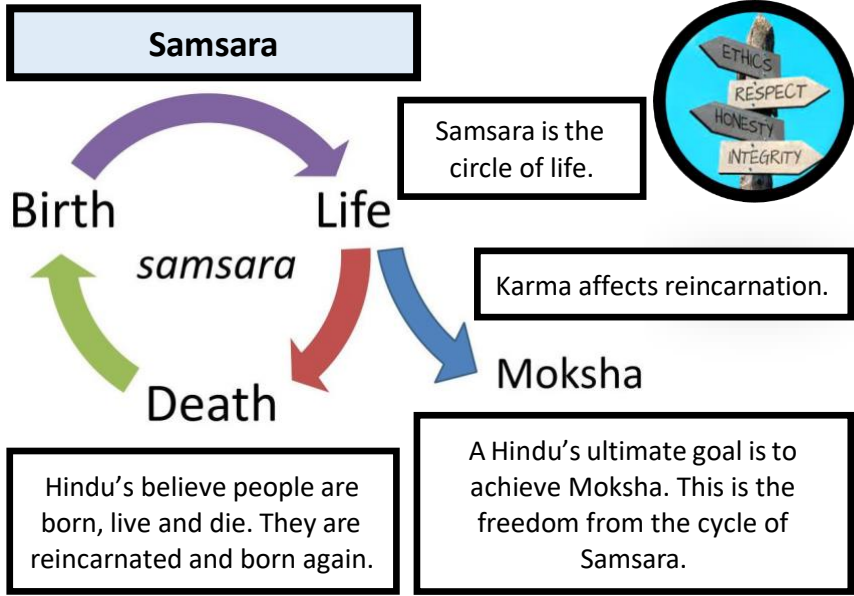 Samsara
ETHICS
RESPECT
HONESTY
INTEGRITY
Samsara is the
circle of life.
Birth
Life
samsara
Karma affects reincarnation.
Moksha
Death
Hindu’s believe people are
born, live and die. They are
reincarnated and born again.
A Hindu’s ultimate goal is to
achieve Moksha. This is the
freedom from the cycle of
Samsara.